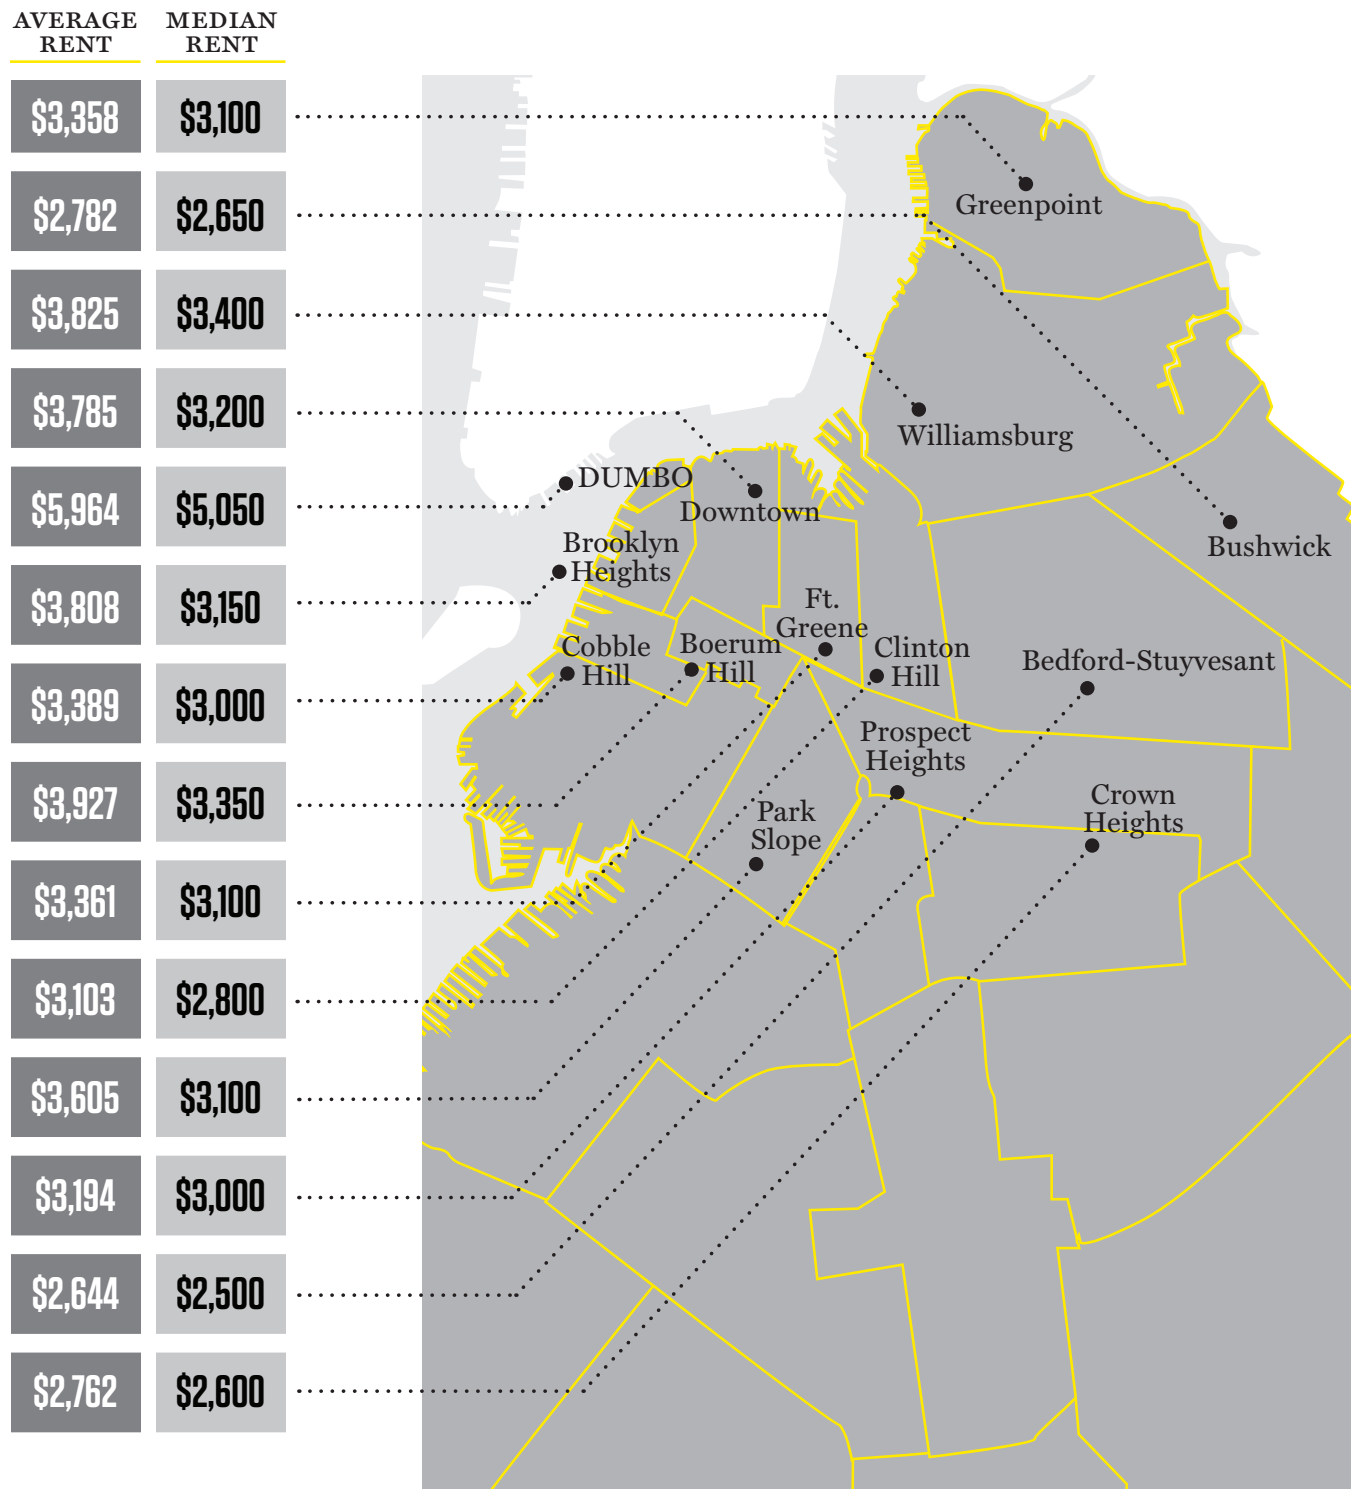 AVERAGE
RENT
MEDIAN
RENT
$3,358
$3,100
$2,782
$2,650
$3,825
$3,400
$3,785
$3,200
$5,964
$5,050
$3,808
$3,150
$3,389
$3,000
$3,927
$3,350
$3,361
$3,100
$3,103
$2,800
$3,605
$3,100
$3,194
$3,000
$2,644
$2,500
$2,762
$2,600
Greenpoint
Williamsburg
DUMBO
Downtown
Bushwick
Brooklyn
Heights
Ft.
Greene
Cobble
Hill
Boerum
Hill
Clinton
Hill
Bedford-Stuyvesant
Prospect
Heights
Park
Slope
Crown
Heights